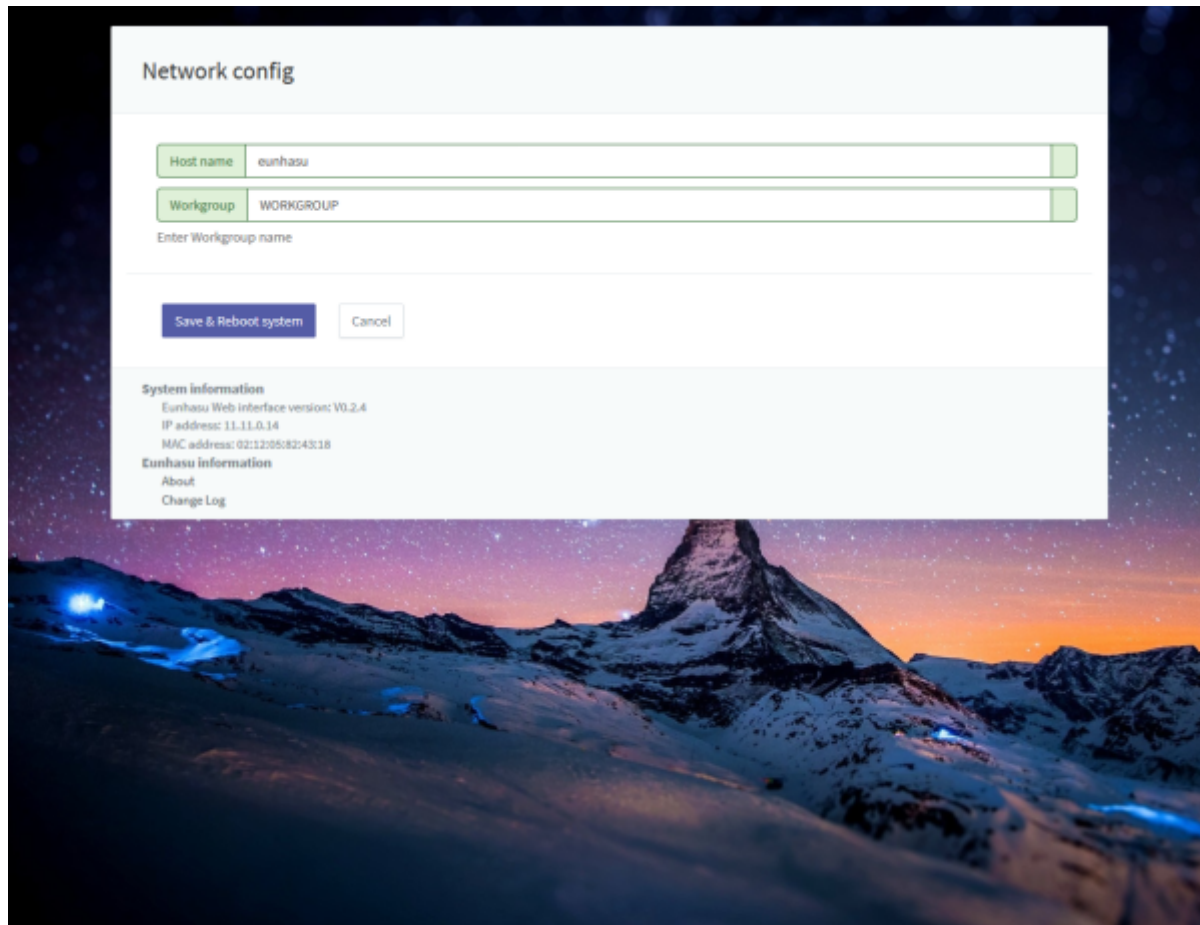 Network config
Host name eunhasu
Workgroup WORKGROUP
Enter Workgroup name
Save & Reboot system Cancel
System information
Eunhasu Web interface version: V0.2.4
IP address: 11.11.0.14
MAC address: 02:12:05:82:43:18
Eunhasu information
About
Change Log